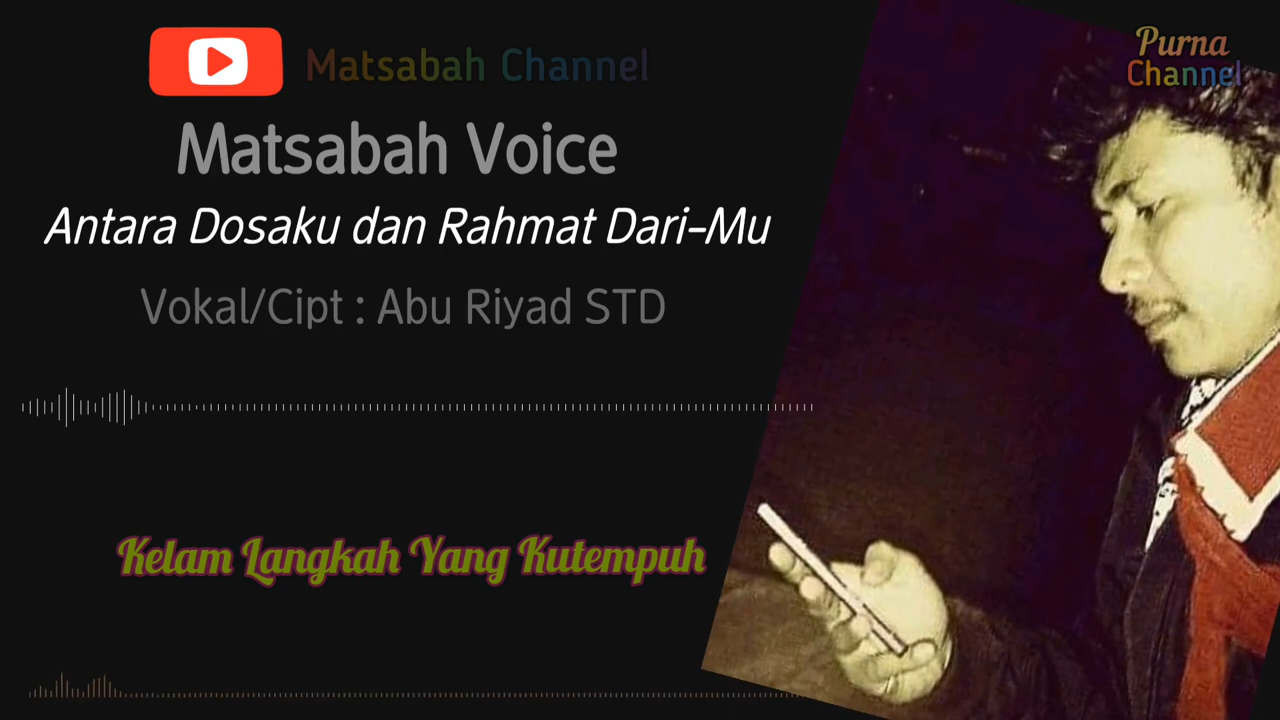 Matsabah Channel
Purna
Channel
Matsabah Voice
Antara Dosaku dan Rahmat Dari-Mu
Vokal/Cipt : Abu Riyad STD
Kelam Langkah Yang Kutempuh